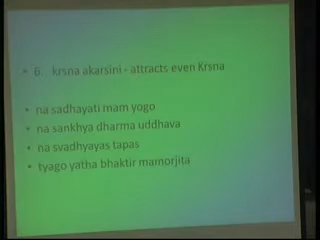 6. krsna akarsini - attracts even Krsna
na sadhayati mam yogo
na sankhya dharma uddhava
na svadhyayas tapas
tyago yatha bhaktir mamorjita